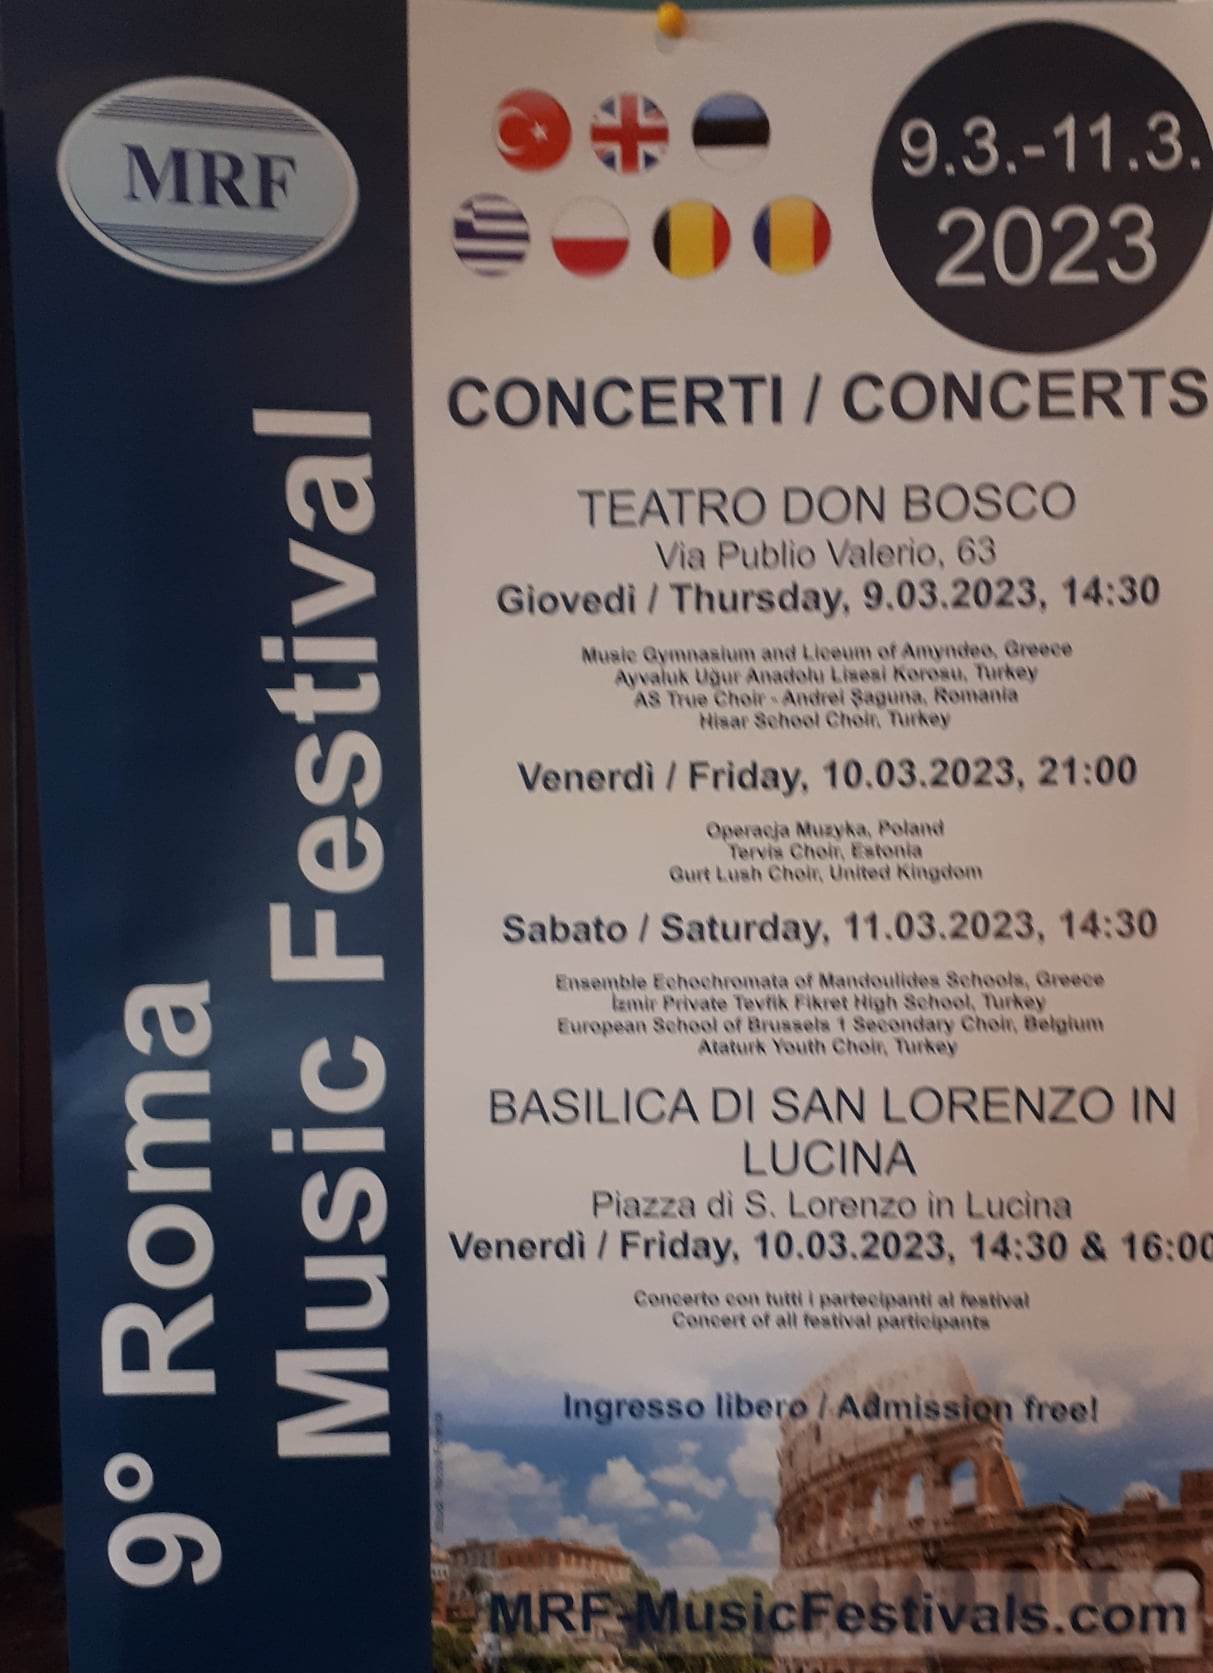 MRF
9° Roma
Music Festival
9.3.-11.3.
2023
CONCERTI / CONCERTS
TEATRO DON BOSCO
Via Publio Valerio, 63
Giovedì / Thursday, 9.03.2023, 14:30
Music Gymnasium and Liceum of Amyndeo, Greece
Ayvaluk Uğur Anadolu Lisesi Korosu, Turkey
AS True Choir - Andrei Şaguna, Romania
Hisar School Choir, Turkey
Venerdì / Friday, 10.03.2023, 21:00
Operacja Muzyka, Poland
Tervis Choir, Estonia
Gurt Lush Choir, United Kingdom
Sabato / Saturday, 11.03.2023, 14:30
Ensemble Echochromata of Mandoulides Schools, Greece
İzmir Private Tevfik Fikret High School, Turkey
European School of Brussels 1 Secondary Choir, Belgium
Ataturk Youth Choir, Turkey
BASILICA DI SAN LORENZO IN
LUCINA
Piazza di S. Lorenzo in Lucina
Venerdì / Friday, 10.03.2023, 14:30 & 16:00
Concerto con tutti i partecipanti al festival
Concert of all festival participants
Ingresso libero / Admission free!
MRF-MusicFestivals.com